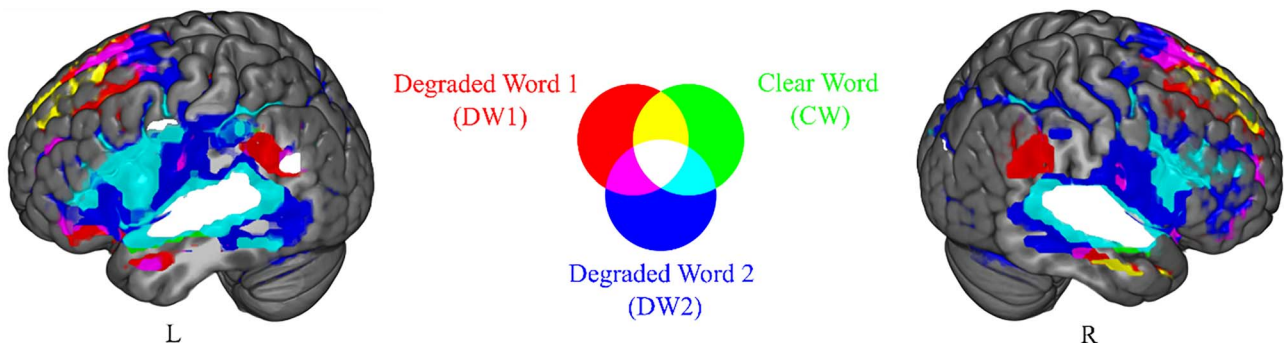 Degraded Word 1
(DW1)
Clear Word
(CW)
Degraded Word 2
(DW2)
L
R